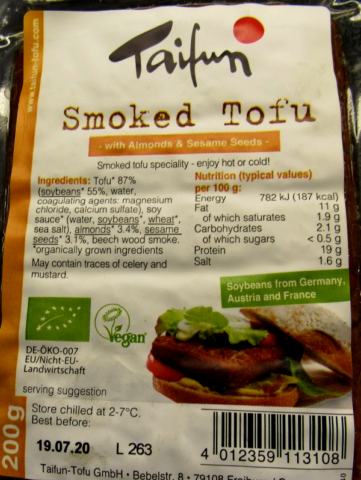 www.taifun-tofu.com
Taifun
Smoked Tofu
- with Almonds & Sesame Seeds -
Smoked tofu speciality - enjoy hot or cold!
Ingredients: Tofu* 87%
(soybeans* 55%, water,
coagulating agents: magnesium
chloride, calcium sulfate), soy
sauce* (water, soybeans*, wheat*,
sea salt), almonds* 3.4%, sesame
seeds* 3.1%, beech wood smoke.
*organically grown ingredients
May contain traces of celery and
mustard.
Nutrition (typical values)
per 100 g:
Energy 782 kJ (187 kcal)
Fat 11 g
of which saturates 1.9 g
Carbohydrates 2.1 g
of which sugars < 0.5 g
Protein 19 g
Salt 1.6 g
Soybeans from Germany,
Austria and France
Vegan
DE-ÖKO-007
EU/Nicht-EU-
Landwirtschaft
serving suggestion
200g
Store chilled at 2-7°C.
Best before:
19.07.20 L 263
4 012359 113108
Taifun-Tofu GmbH • Bebelstr. 8 • 79108